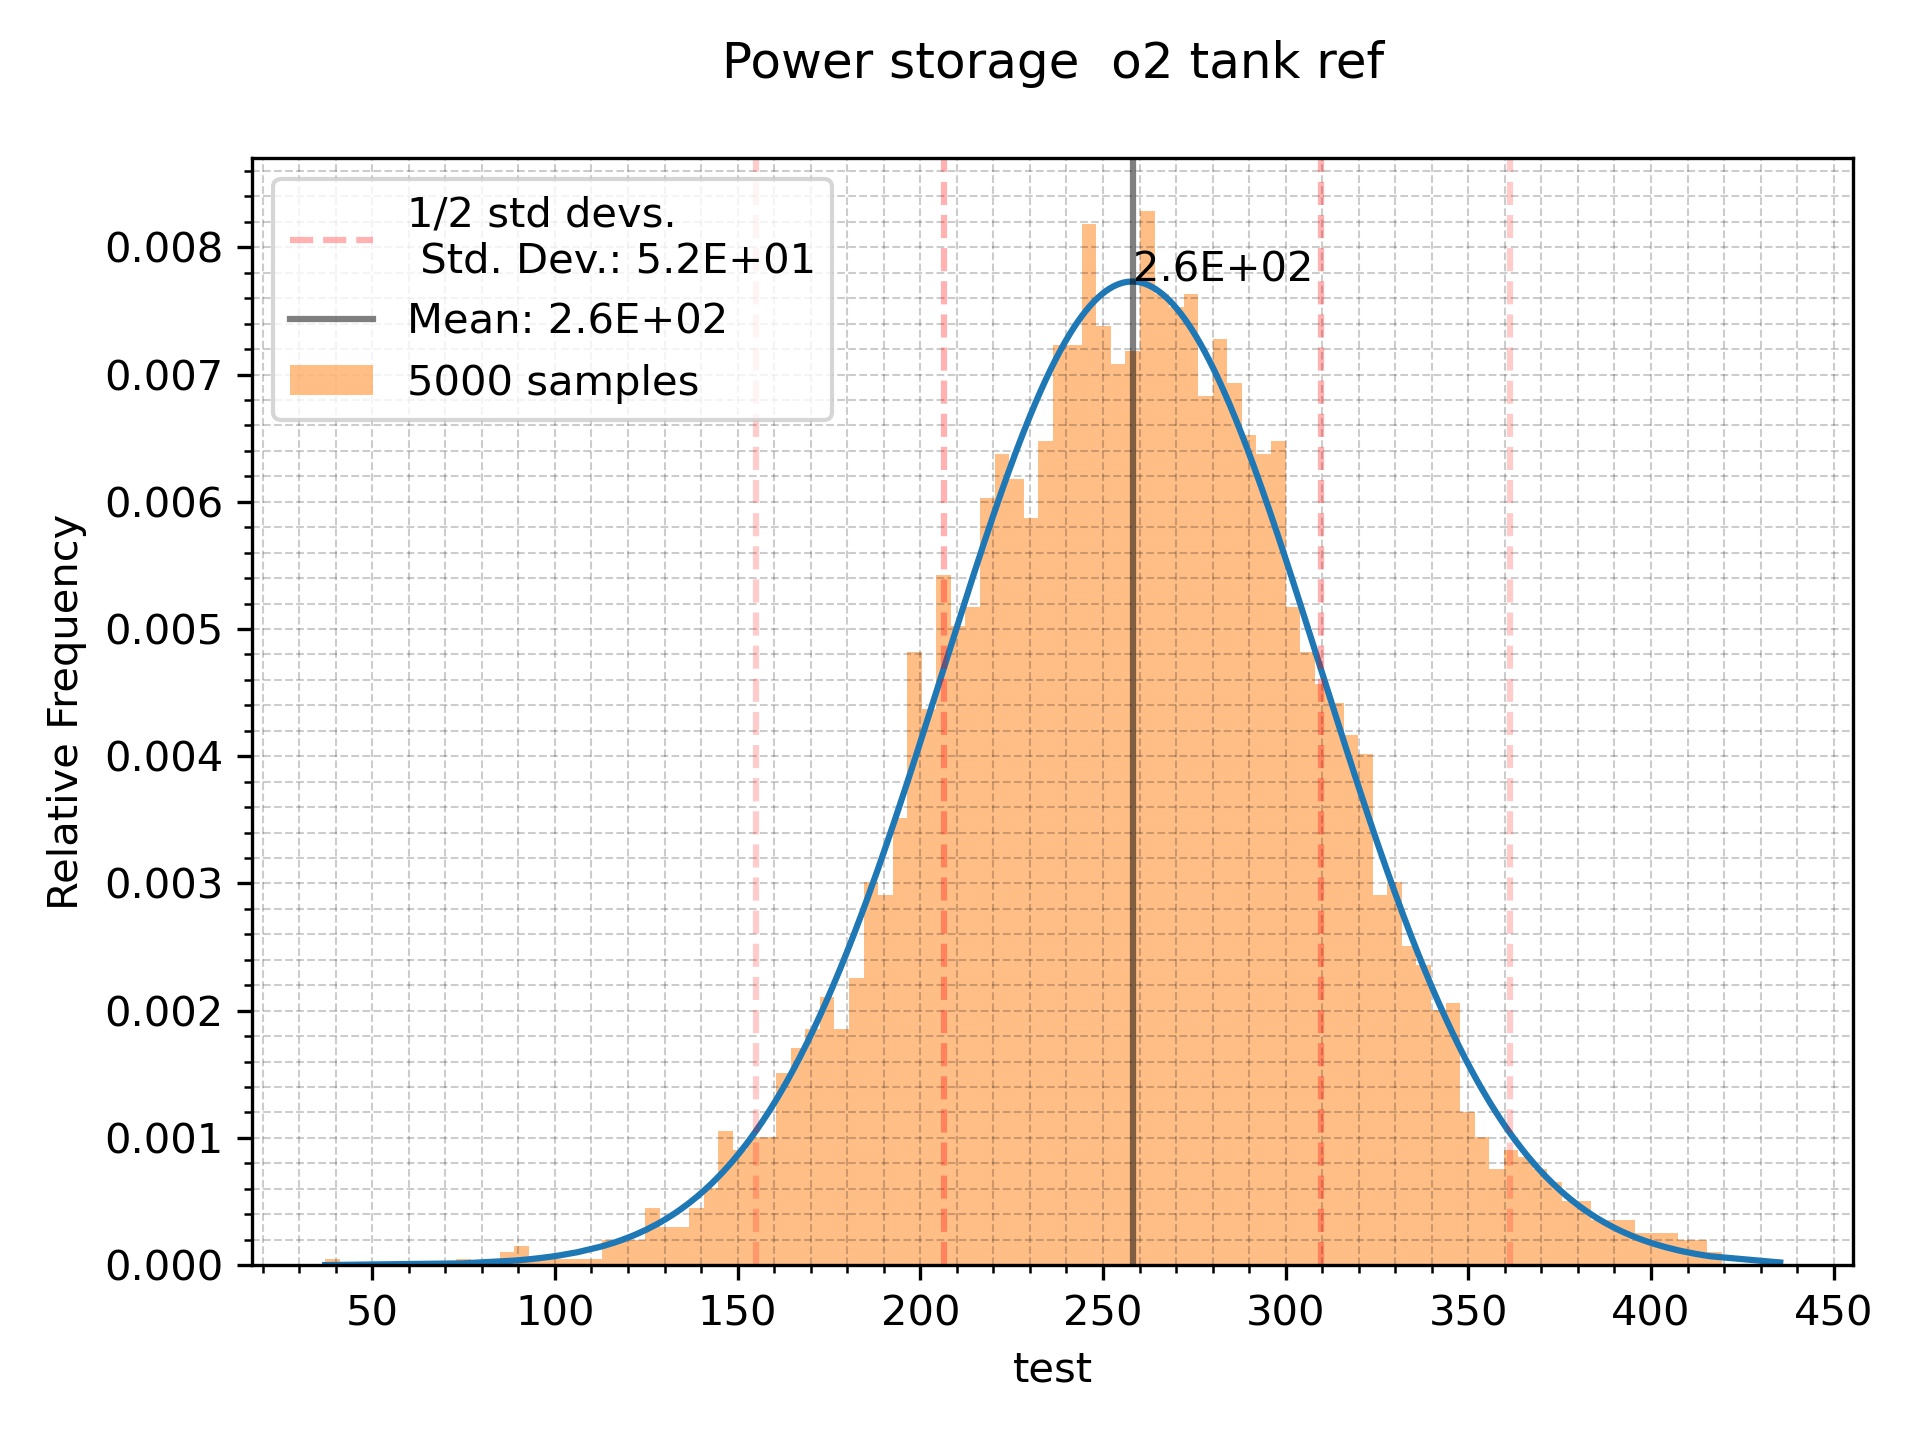 Power storage  o2 tank ref
1/2 std devs.
Std. Dev.: 5.2E+01
Mean: 2.6E+02
5000 samples
2.6E+02
Relative Frequency
0.008
0.007
0.006
0.005
0.004
0.003
0.002
0.001
0.000
50 100 150 200 250 300 350 400 450
test